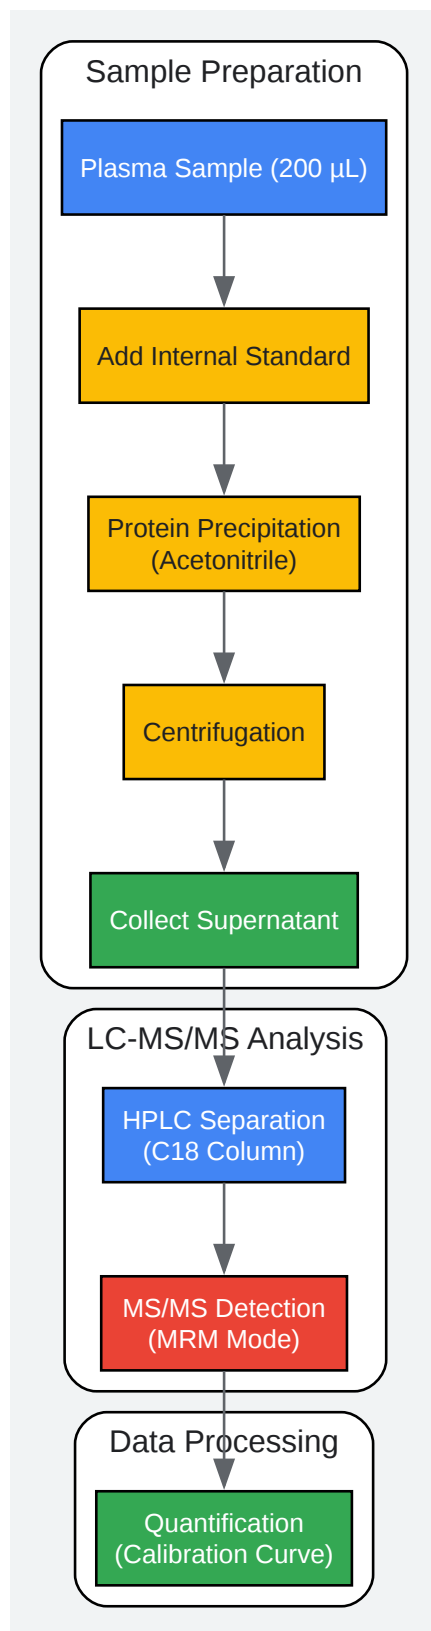 Sample Preparation
Plasma Sample (200 µL)
Add Internal Standard
Protein Precipitation
(Acetonitrile)
Centrifugation
Collect Supernatant
LC-MS/MS Analysis
HPLC Separation
(C18 Column)
MS/MS Detection
(MRM Mode)
Data Processing
Quantification
(Calibration Curve)